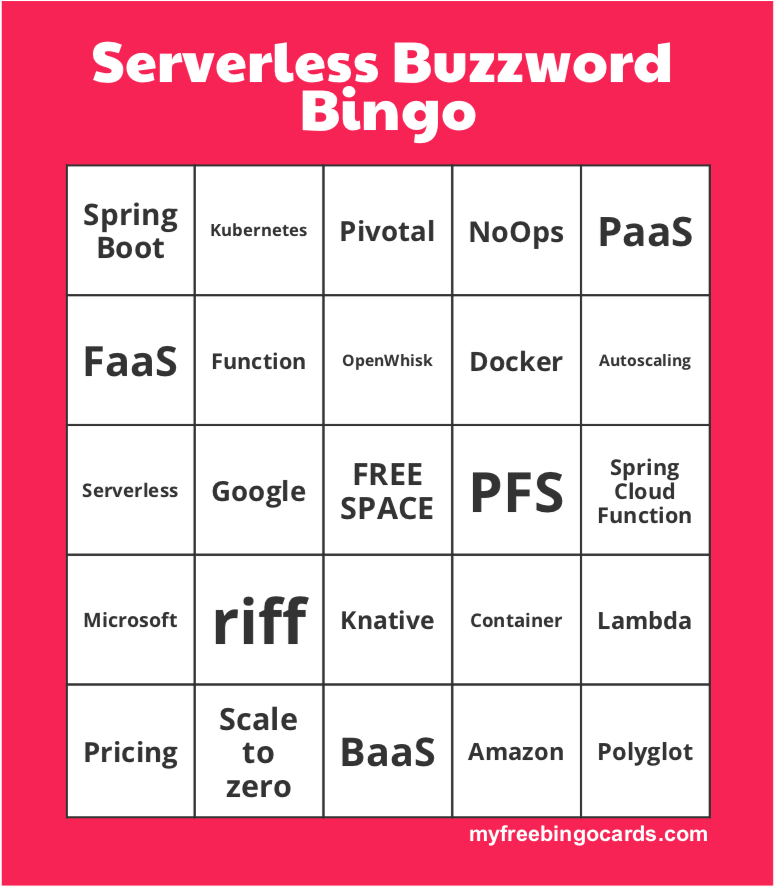 Serverless Buzzword
Bingo
Spring
Boot
Kubernetes
Pivotal
NoOps
PaaS
FaaS
Function
OpenWhisk
Docker
Autoscaling
Serverless
Google
FREE
SPACE
PFS
Spring
Cloud
Function
Microsoft
riff
Knative
Container
Lambda
Pricing
Scale
to
zero
BaaS
Amazon
Polyglot
myfreebingocards.com